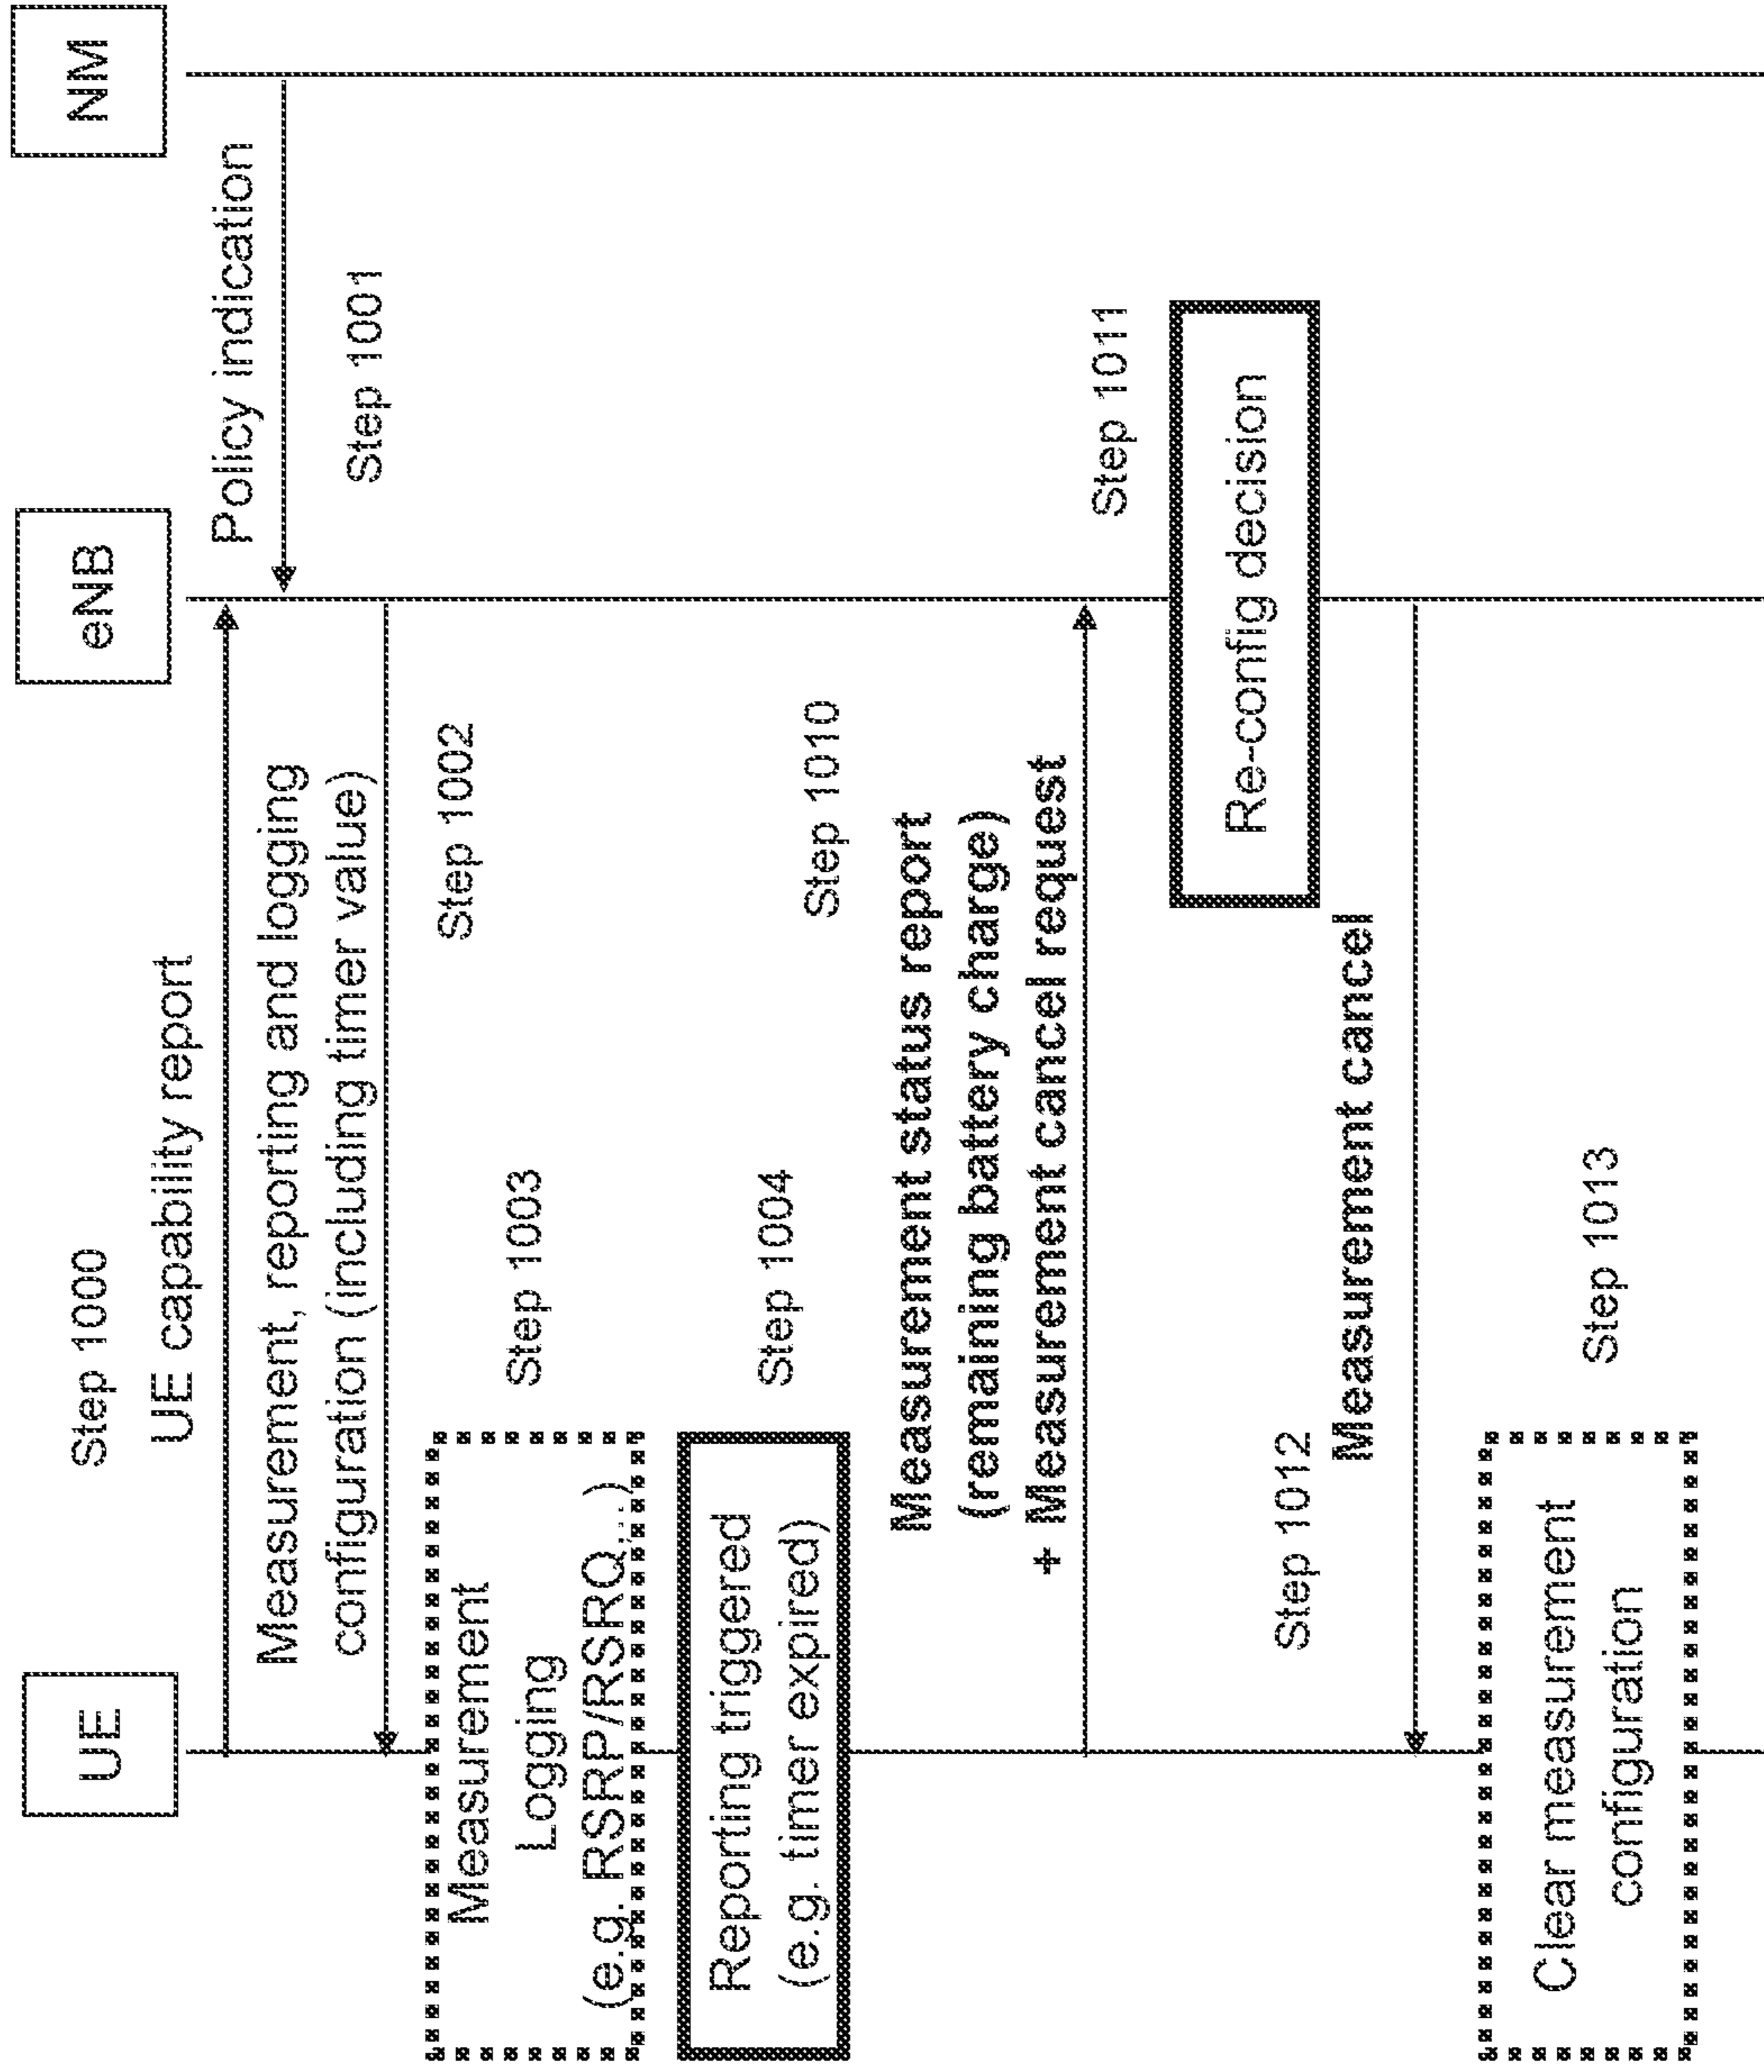 UE
eNB
NM
Step 1000
UE capability report
Policy indication
Step 1001
Measurement, reporting and logging
configuration (including timer value)
Step 1002
Measurement
Logging
(e.g. RSRP/RSRQ,...)
Step 1003
Reporting triggered
(e.g. timer expired)
Step 1004
Step 1010
Measurement status report
(remaining battery charge)
+ Measurement cancel request
Step 1011
Re-config decision
Step 1012
Measurement cancel
Clear measurement
configuration
Step 1013